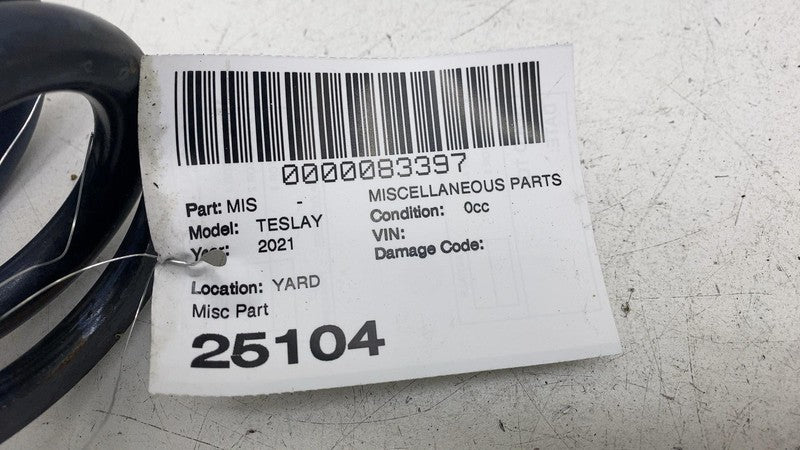 0000083397
Part: MIS - MISCELLANEOUS PARTS
Model: TESLAY Condition: 0cc
Year: 2021 VIN:
Damage Code:
Location: YARD
Misc Part
25104